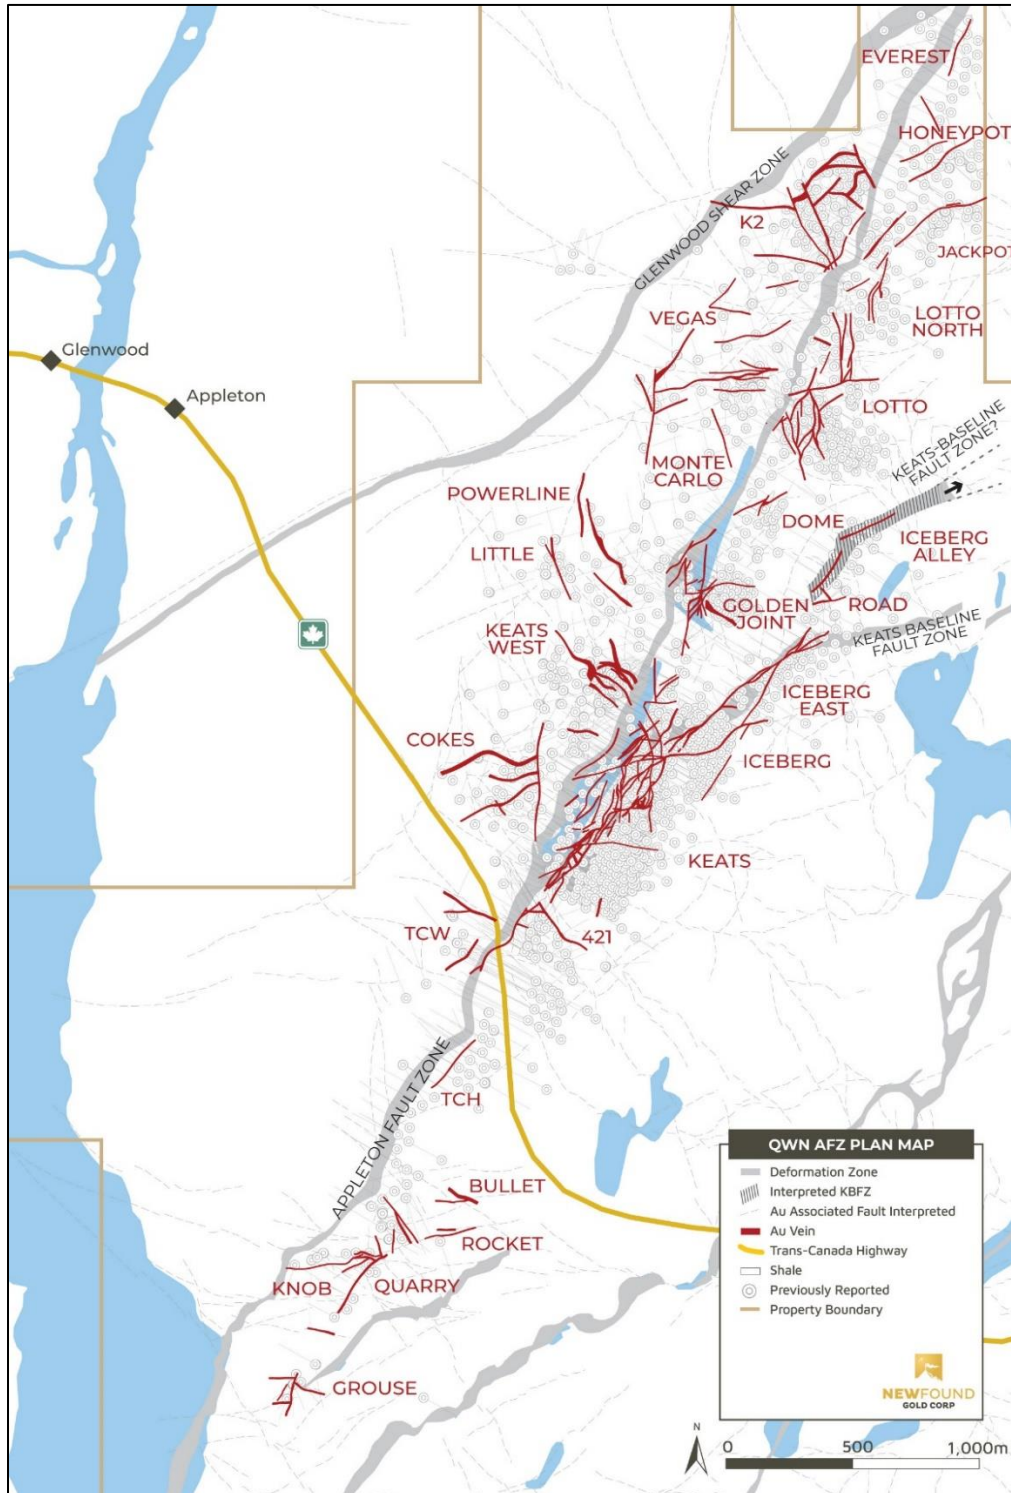 EVEREST
HONEYPOT
GLENWOOD SHEAR ZONE
K2
JACKPOT
LOTTO
NORTH
VEGAS
Glenwood
Appleton
LOTTO
KEATS-BASELINE
FAULT ZONE?
MONTE
CARLO
POWERLINE
DOME
ICEBERG
ALLEY
LITTLE
GOLDEN
JOINT
ROAD
KEATS BASELINE
FAULT ZONE
KEATS
WEST
ICEBERG
EAST
COKES
ICEBERG
KEATS
TCW
421
APPLETON FAULT ZONE
TCH
BULLET
ROCKET
KNOB
QUARRY
GROUSE
QWN AFZ PLAN MAP
Deformation Zone
Interpreted KBFZ
Au Associated Fault Interpreted
Au Vein
Trans-Canada Highway
Shale
Previously Reported
Property Boundary
NEWFOUND
GOLD CORP
N
0 500 1,000m